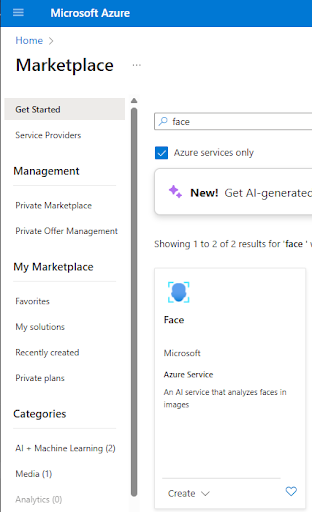 Microsoft Azure
Home >
Marketplace ...
Get Started
Service Providers
Management
Private Marketplace
Private Offer Management
My Marketplace
Favorites
My solutions
Recently created
Private plans
Categories
AI + Machine Learning (2)
Media (1)
Analytics (0)
face
Azure services only
New! Get AI-generated
Showing 1 to 2 of 2 results for 'face '
Face
Microsoft
Azure Service
An AI service that analyzes faces in
images
Create